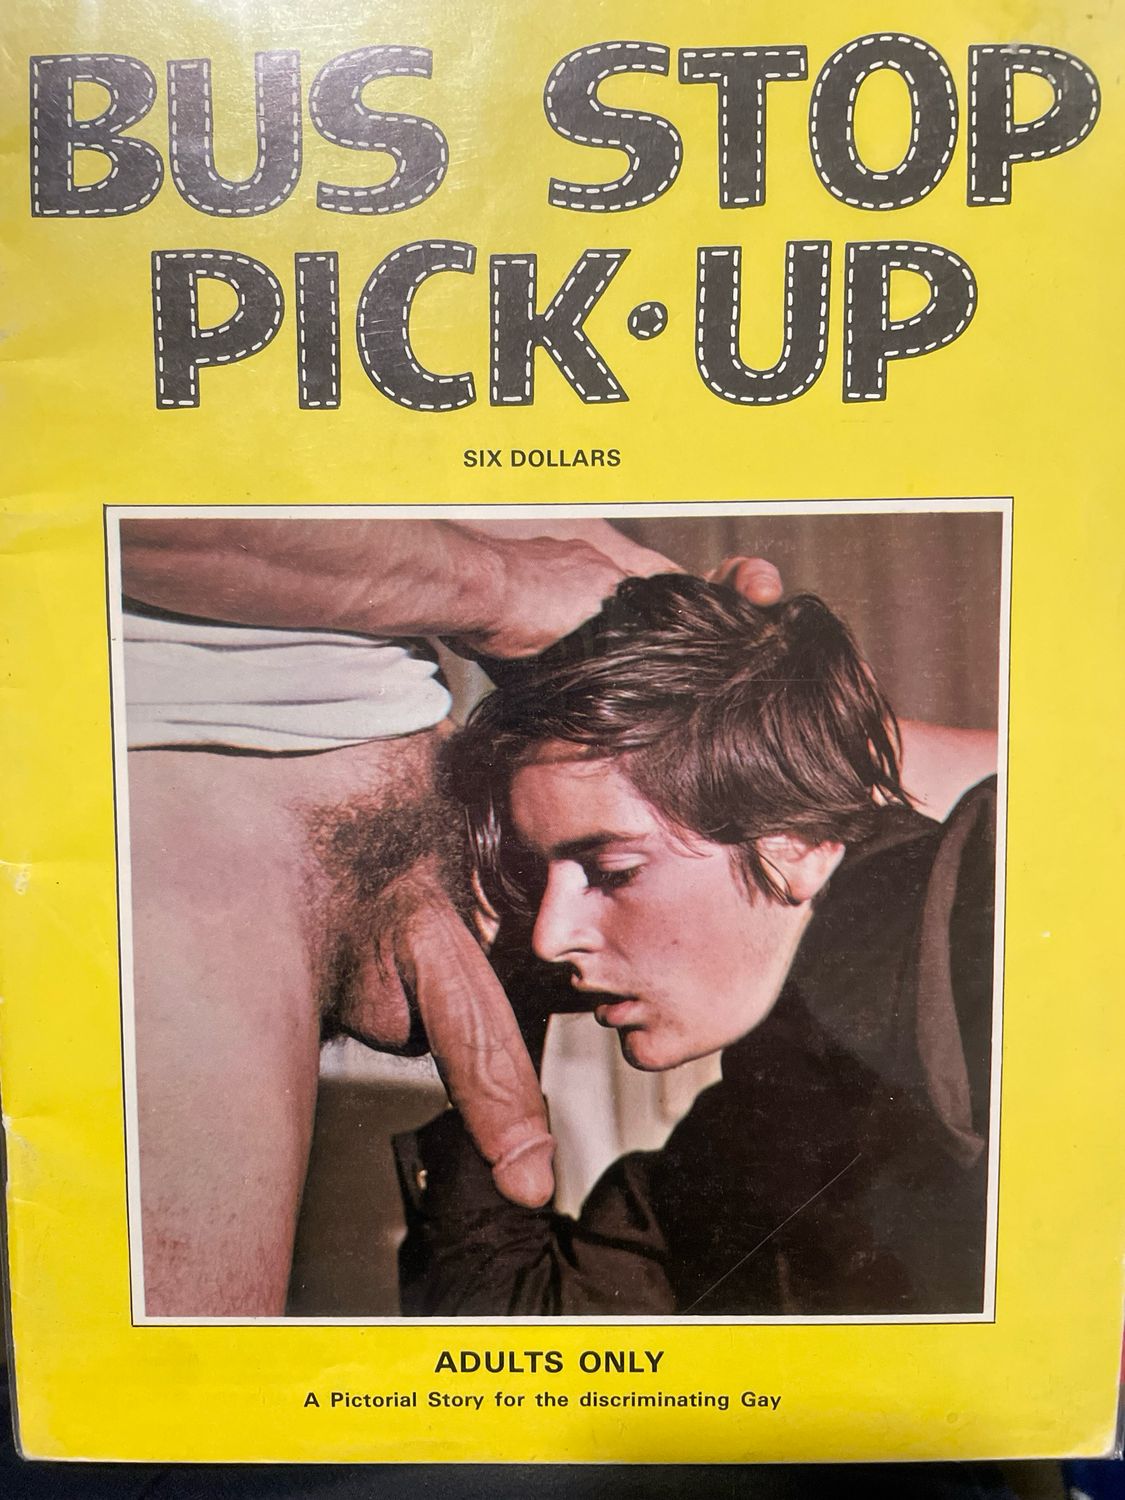 BUS STOP
PICK·UP
SIX DOLLARS
ADULTS ONLY
A Pictorial Story for the discriminating Gay